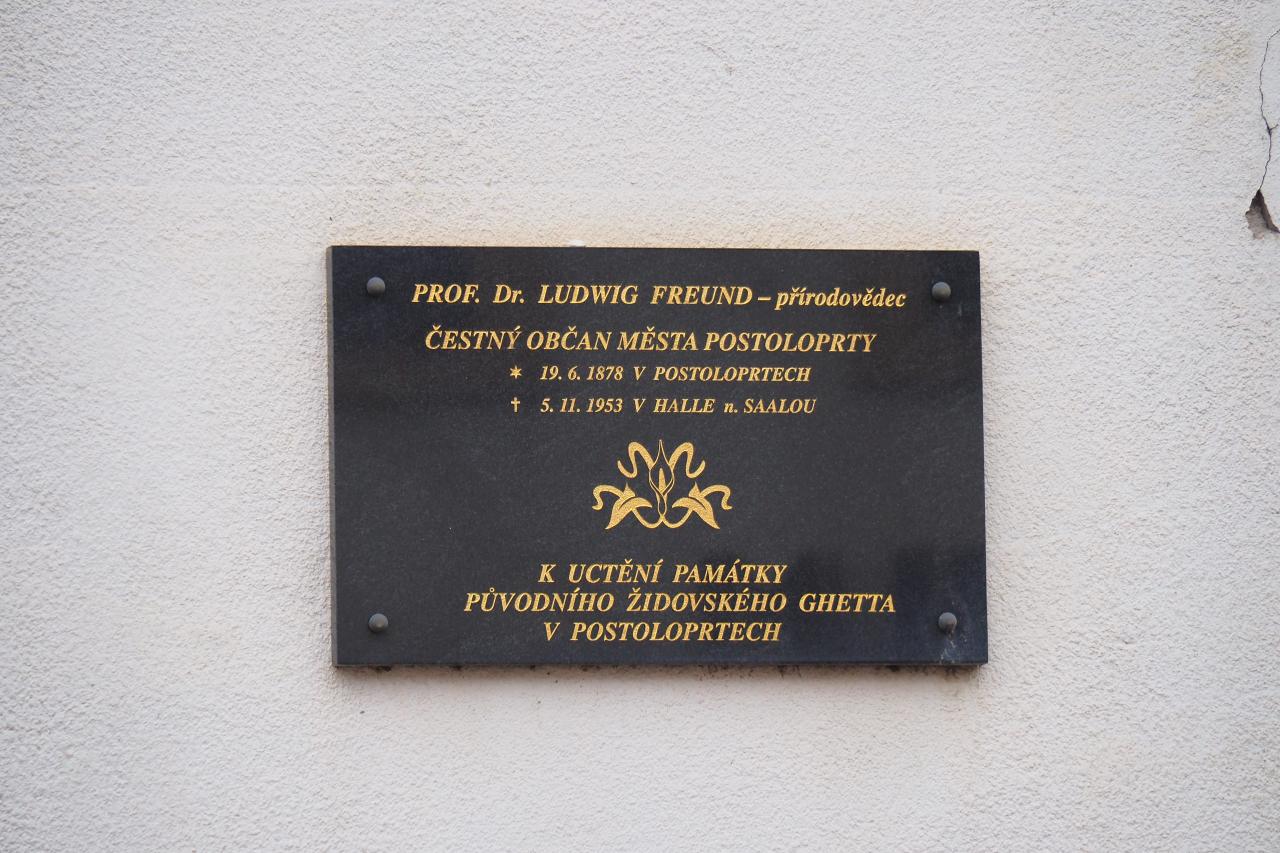 PROF. Dr. LUDWIG FREUND – přírodovědec
ČESTNÝ OBČAN MĚSTA POSTOLOPRTY
✶ 19. 6. 1878 V POSTOLOPRTECH
† 5. 11. 1953 V HALLE n. SAALOU
K UCTĚNÍ PAMÁTKY
PŮVODNÍHO ŽIDOVSKÉHO GHETTA
V POSTOLOPRTECH